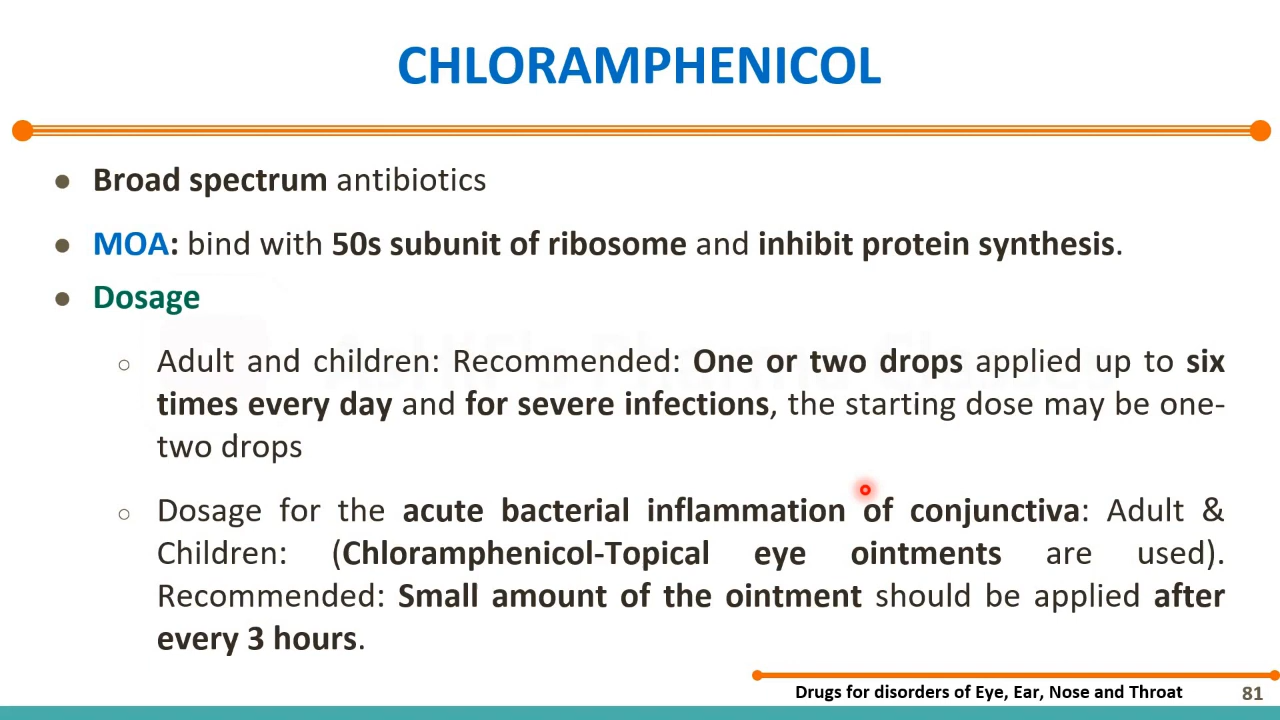 CHLORAMPHENICOL
● Broad spectrum antibiotics
● MOA: bind with 50s subunit of ribosome and inhibit protein synthesis.
● Dosage
○ Adult and children: Recommended: One or two drops applied up to six
times every day and for severe infections, the starting dose may be one-
two drops
○ Dosage for the acute bacterial inflammation of conjunctiva: Adult &
Children: (Chloramphenicol-Topical eye ointments are used).
Recommended: Small amount of the ointment should be applied after
every 3 hours.
Drugs for disorders of Eye, Ear, Nose and Throat 81